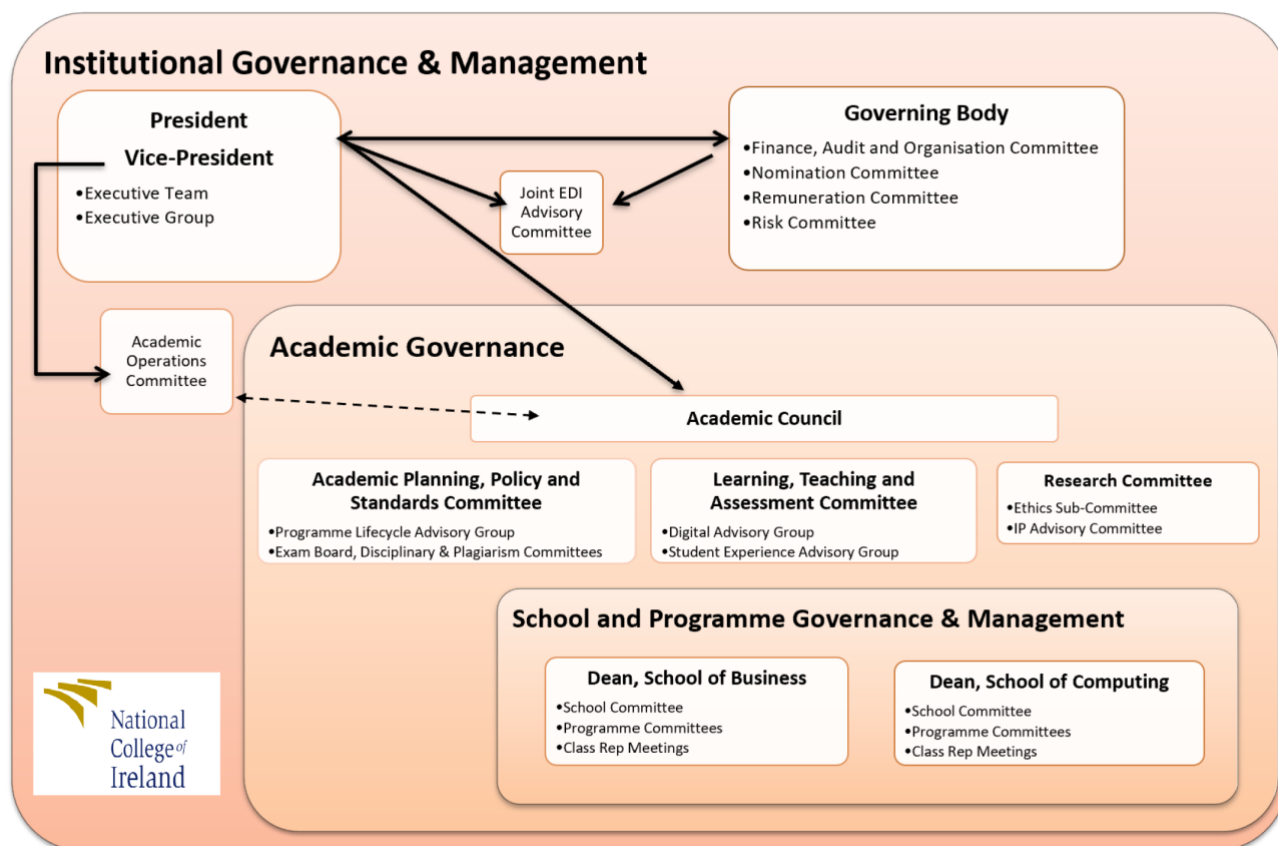 Institutional Governance & Management
President
Vice-President
•Executive Team
•Executive Group
Governing Body
•Finance, Audit and Organisation Committee
•Nomination Committee
•Remuneration Committee
•Risk Committee
Joint EDI
Advisory
Committee
Academic
Operations
Committee
Academic Governance
Academic Council
Academic Planning, Policy and
Standards Committee
•Programme Lifecycle Advisory Group
•Exam Board, Disciplinary & Plagiarism Committees
Learning, Teaching and
Assessment Committee
•Digital Advisory Group
•Student Experience Advisory Group
Research Committee
•Ethics Sub-Committee
•IP Advisory Committee
School and Programme Governance & Management
Dean, School of Business
•School Committee
•Programme Committees
•Class Rep Meetings
Dean, School of Computing
•School Committee
•Programme Committees
•Class Rep Meetings
National
College of
Ireland